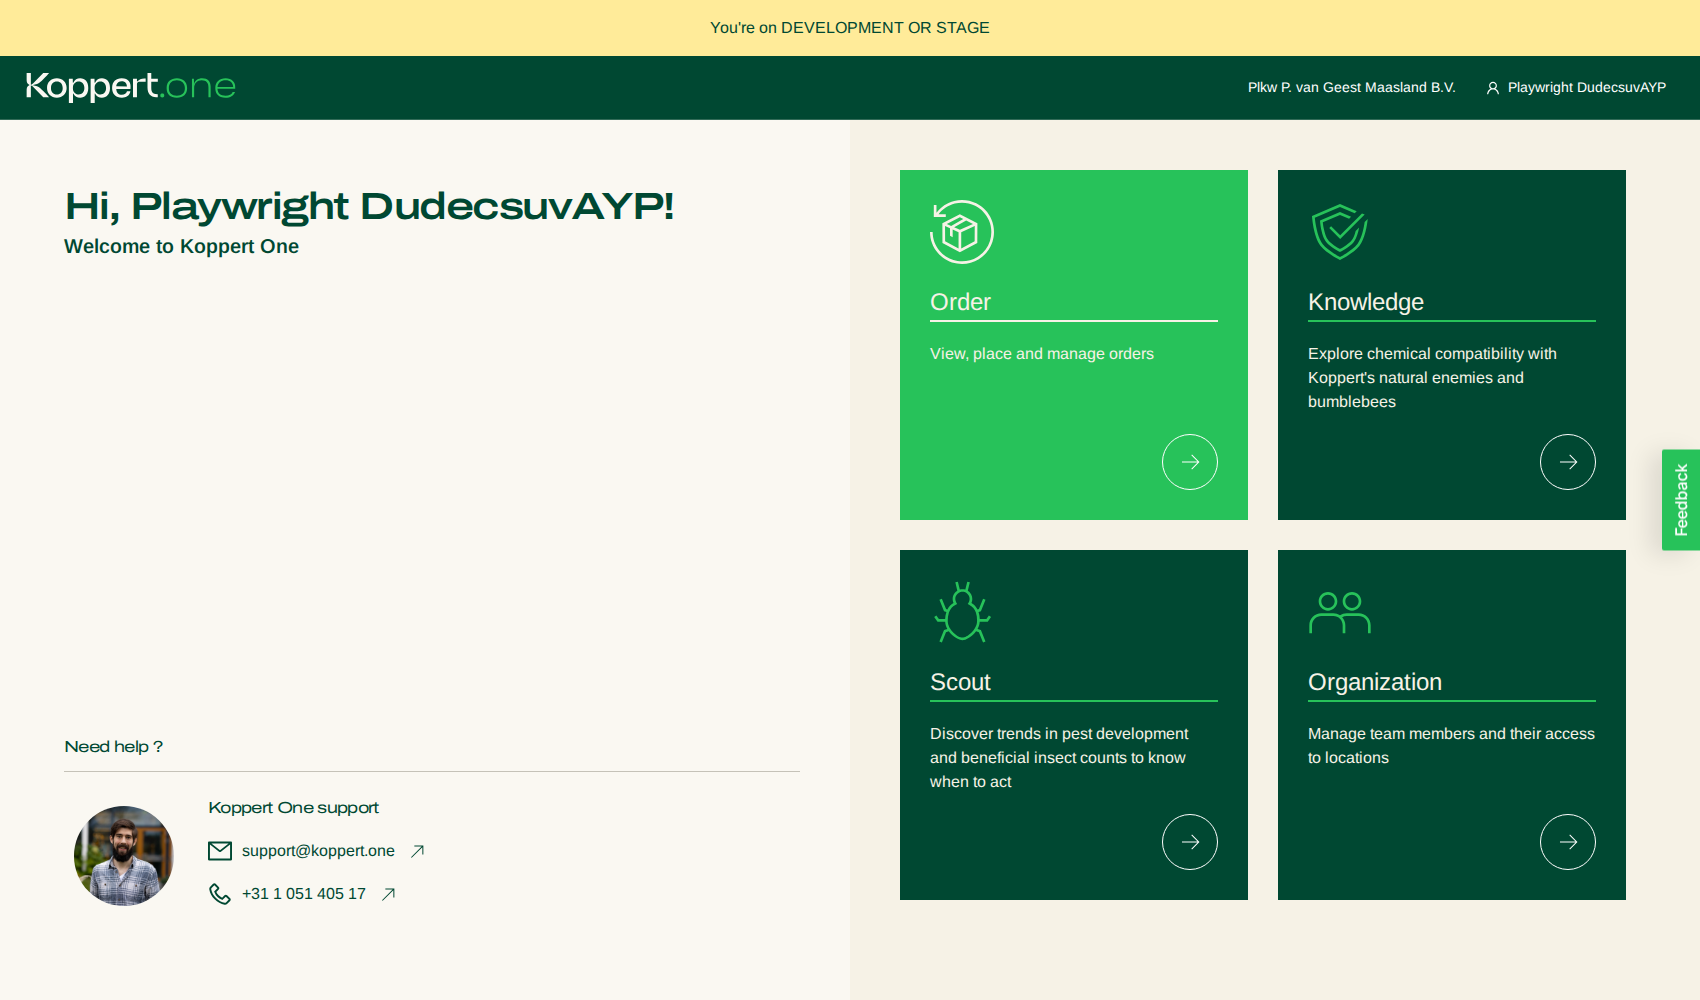 You're on DEVELOPMENT OR STAGE
Koppert.one
Plkw P. van Geest Maasland B.V.
Playwright DudecsuvAYP
Hi, Playwright DudecsuvAYP!
Welcome to Koppert One
Order
View, place and manage orders
Knowledge
Explore chemical compatibility with
Koppert's natural enemies and
bumblebees
Feedback
Scout
Discover trends in pest development
and beneficial insect counts to know
when to act
Organization
Manage team members and their access
to locations
Need help ?
Koppert One support
support@koppert.one
+31 1 051 405 17